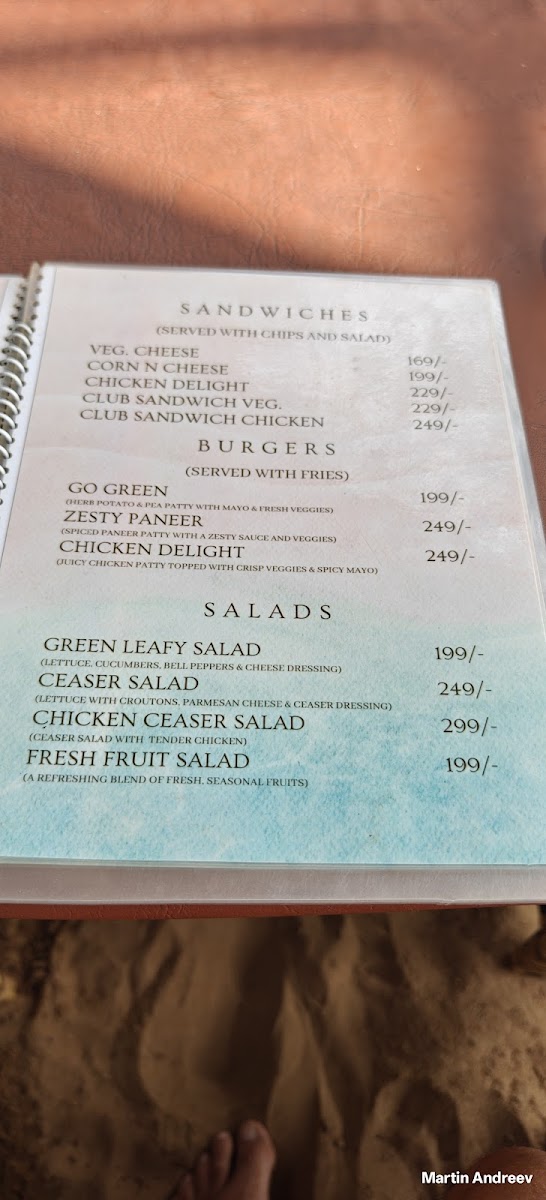 SANDWICHES
(SERVED WITH CHIPS AND SALAD)
VEG. CHEESE 169/-
CORN N CHEESE 199/-
CHICKEN DELIGHT 229/-
CLUB SANDWICH VEG. 229/-
CLUB SANDWICH CHICKEN 249/-
BURGERS
(SERVED WITH FRIES)
GO GREEN 199/-
(HERB POTATO & PEA PATTY WITH MAYO & FRESH VEGGIES)
ZESTY PANEER 249/-
(SPICED PANEER PATTY WITH A ZESTY SAUCE AND VEGGIES)
CHICKEN DELIGHT 249/-
(JUICY CHICKEN PATTY TOPPED WITH CRISP VEGGIES & SPICY MAYO)
SALADS
GREEN LEAFY SALAD 199/-
(LETTUCE, CUCUMBERS, BELL PEPPERS & CHEESE DRESSING)
CEASER SALAD 249/-
(LETTUCE WITH CROUTONS, PARMESAN CHEESE & CEASER DRESSING)
CHICKEN CEASER SALAD 299/-
(CEASER SALAD WITH TENDER CHICKEN)
FRESH FRUIT SALAD 199/-
(A REFRESHING BLEND OF FRESH, SEASONAL FRUITS)
Martin Andreev